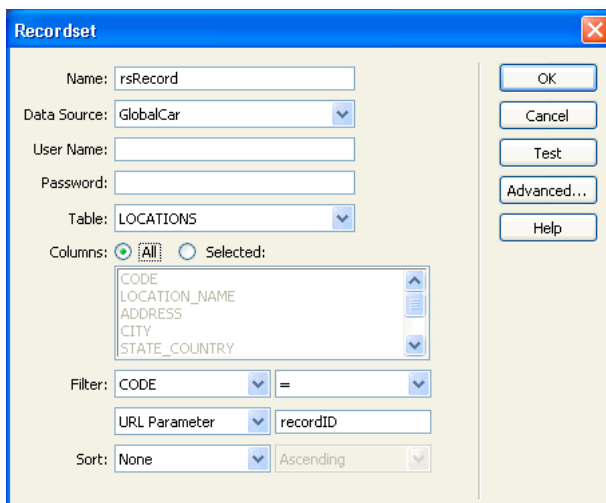 Recordset
Name: rsRecord
OK
Data Source: GlobalCar
Cancel
User Name:
Test
Password:
Advanced...
Table: LOCATIONS
Help
Columns: All Selected:
CODE
LOCATION_NAME
ADDRESS
CITY
STATE_COUNTRY
Filter: CODE =
URL Parameter recordID
Sort: None Ascending